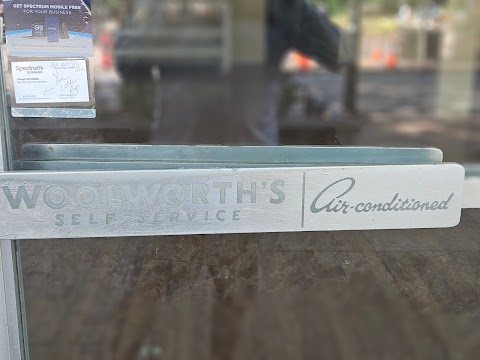 GET SPECTRUM MOBILE FREE
FOR YOUR BUSINESS
Spectrum
WOOLWORTH'S
SELF SERVICE
Air-conditioned